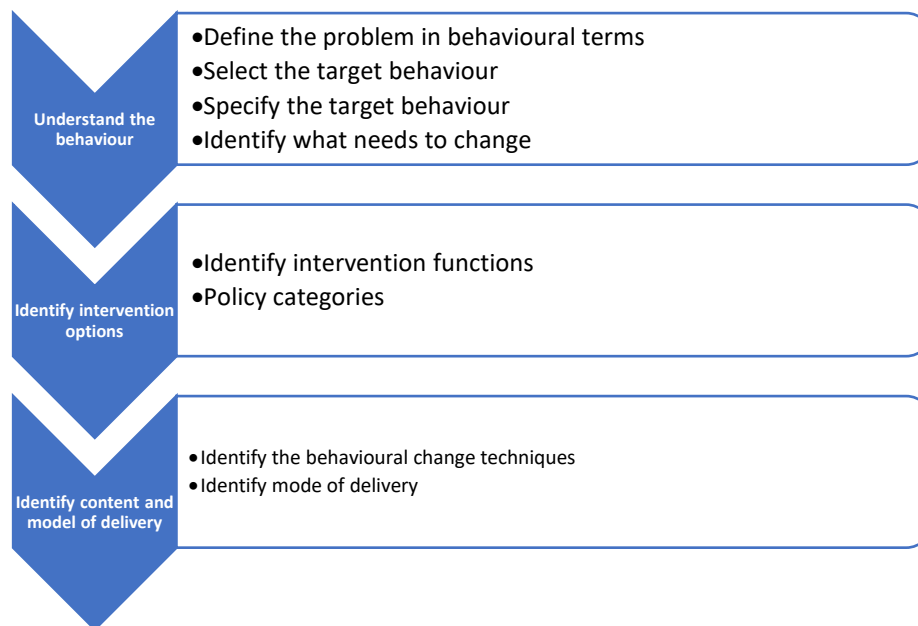 Understand the
behaviour
•Define the problem in behavioural terms
•Select the target behaviour
•Specify the target behaviour
•Identify what needs to change
Identify intervention
options
•Identify intervention functions
•Policy categories
Identify content and
model of delivery
•Identify the behavioural change techniques
•Identify mode of delivery